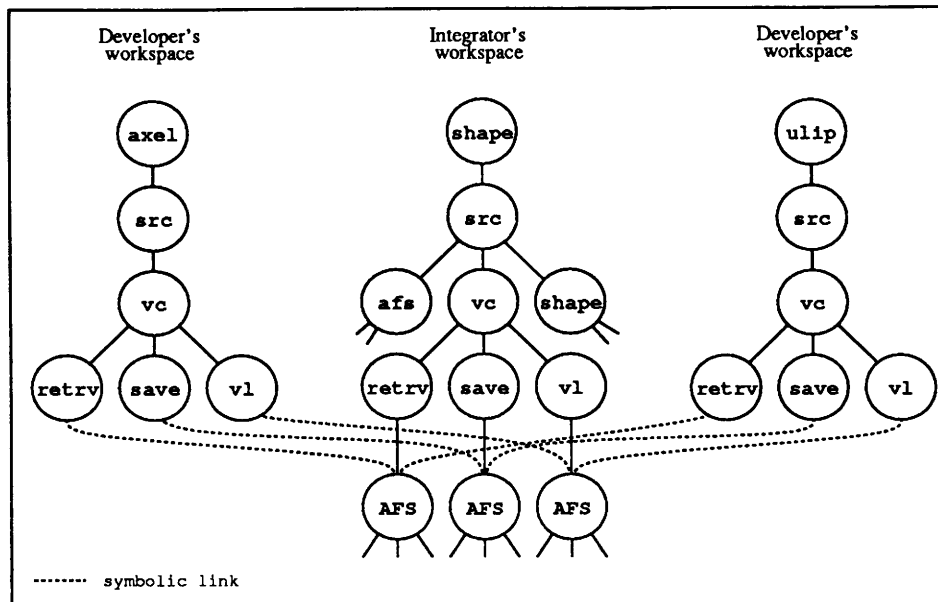 Developer's
workspace
Integrator's
workspace
Developer's
workspace
axel
shape
ulip
src
src
src
vc
afs
vc
shape
vc
retrv
save
vl
retrv
save
vl
retrv
save
vl
AFS
AFS
AFS
symbolic link